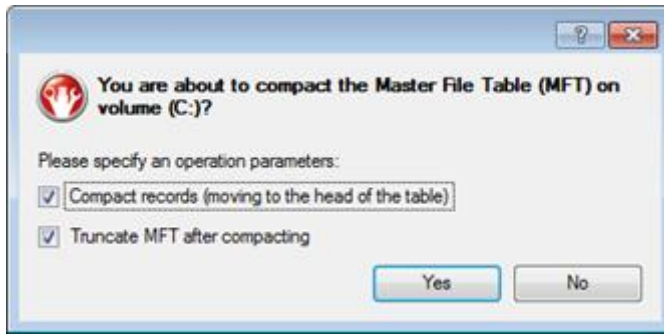 You are about to compact the Master File Table (MFT) on
volume (C:)?
Please specify an operation parameters:
Compact records (moving to the head of the table)
Truncate MFT after compacting
Yes No